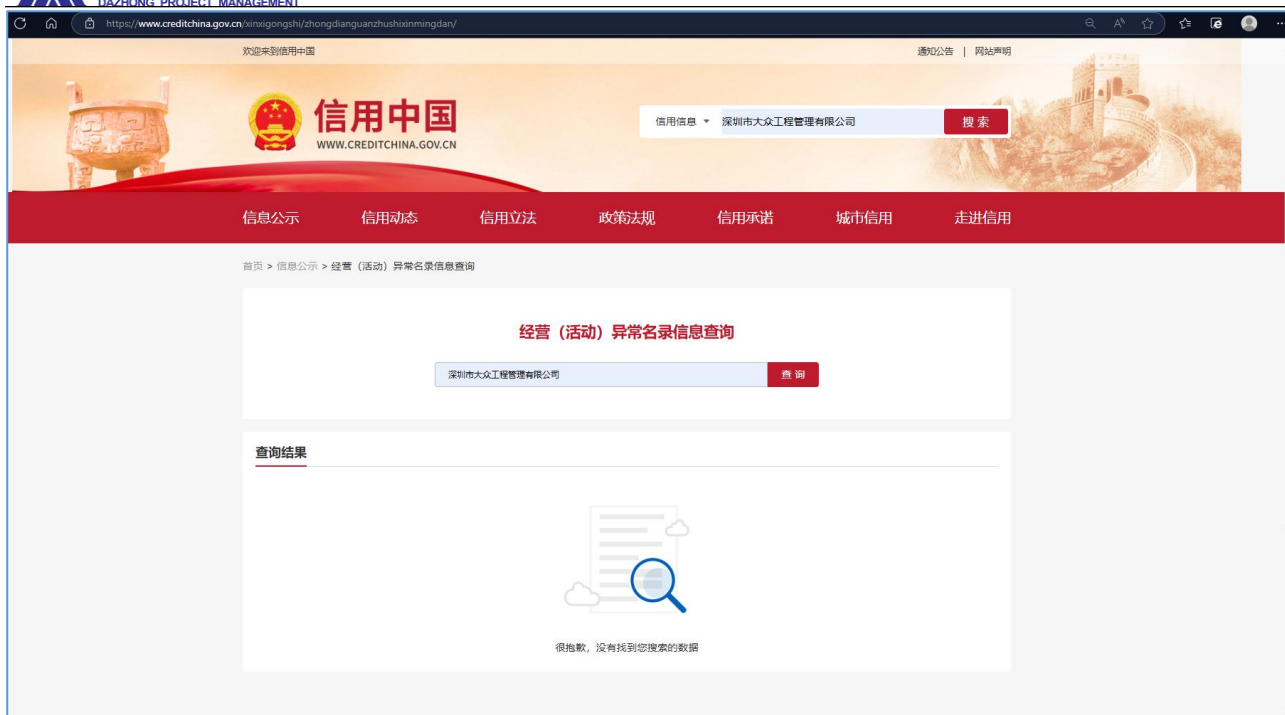 DAZHONG PROJECT MANAGEMENT
https://www.creditchina.gov.cn/xinxigongshi/zhongdianguanzhushixinmingdan/
欢迎来到信用中国
通知公告 | 网站声明
信用中国
WWW.CREDITCHINA.GOV.CN
信用信息 深圳市大众工程管理有限公司 搜索
信息公示 信用动态 信用立法 政策法规 信用承诺 城市信用 走进信用
首页 > 信息公示 > 经营（活动）异常名录信息查询
经营（活动）异常名录信息查询
深圳市大众工程管理有限公司 查询
查询结果
很抱歉，没有找到您搜索的数据